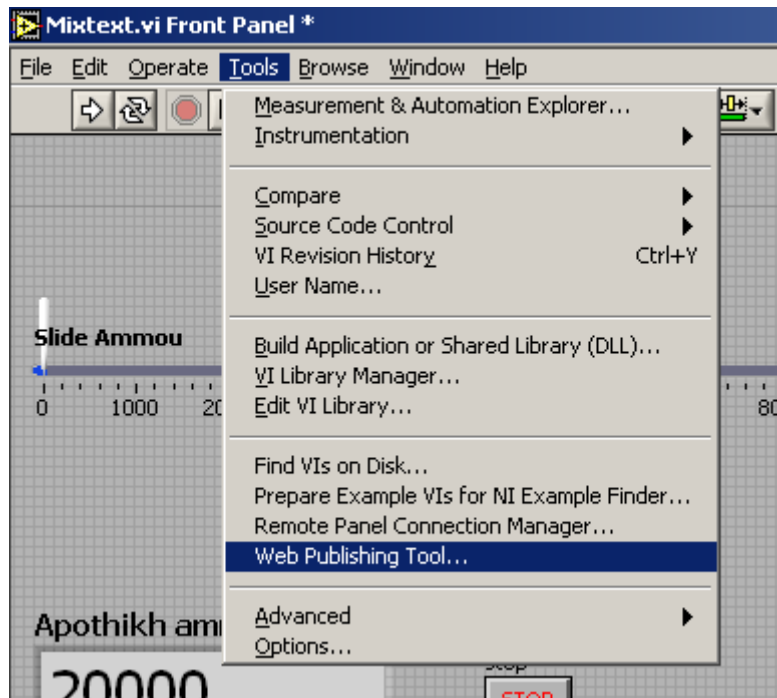 Mixtext.vi Front Panel *
File Edit Operate Tools Browse Window Help
Measurement & Automation Explorer...
Instrumentation
Compare
Source Code Control
VI Revision History Ctrl+Y
User Name...
Slide Ammou
Build Application or Shared Library (DLL)...
VI Library Manager...
0 1000 20 Edit VI Library... 80
Find VIs on Disk...
Prepare Example VIs for NI Example Finder...
Remote Panel Connection Manager...
Web Publishing Tool...
Advanced
Apothikh am
Options...
20000
stop
STOP